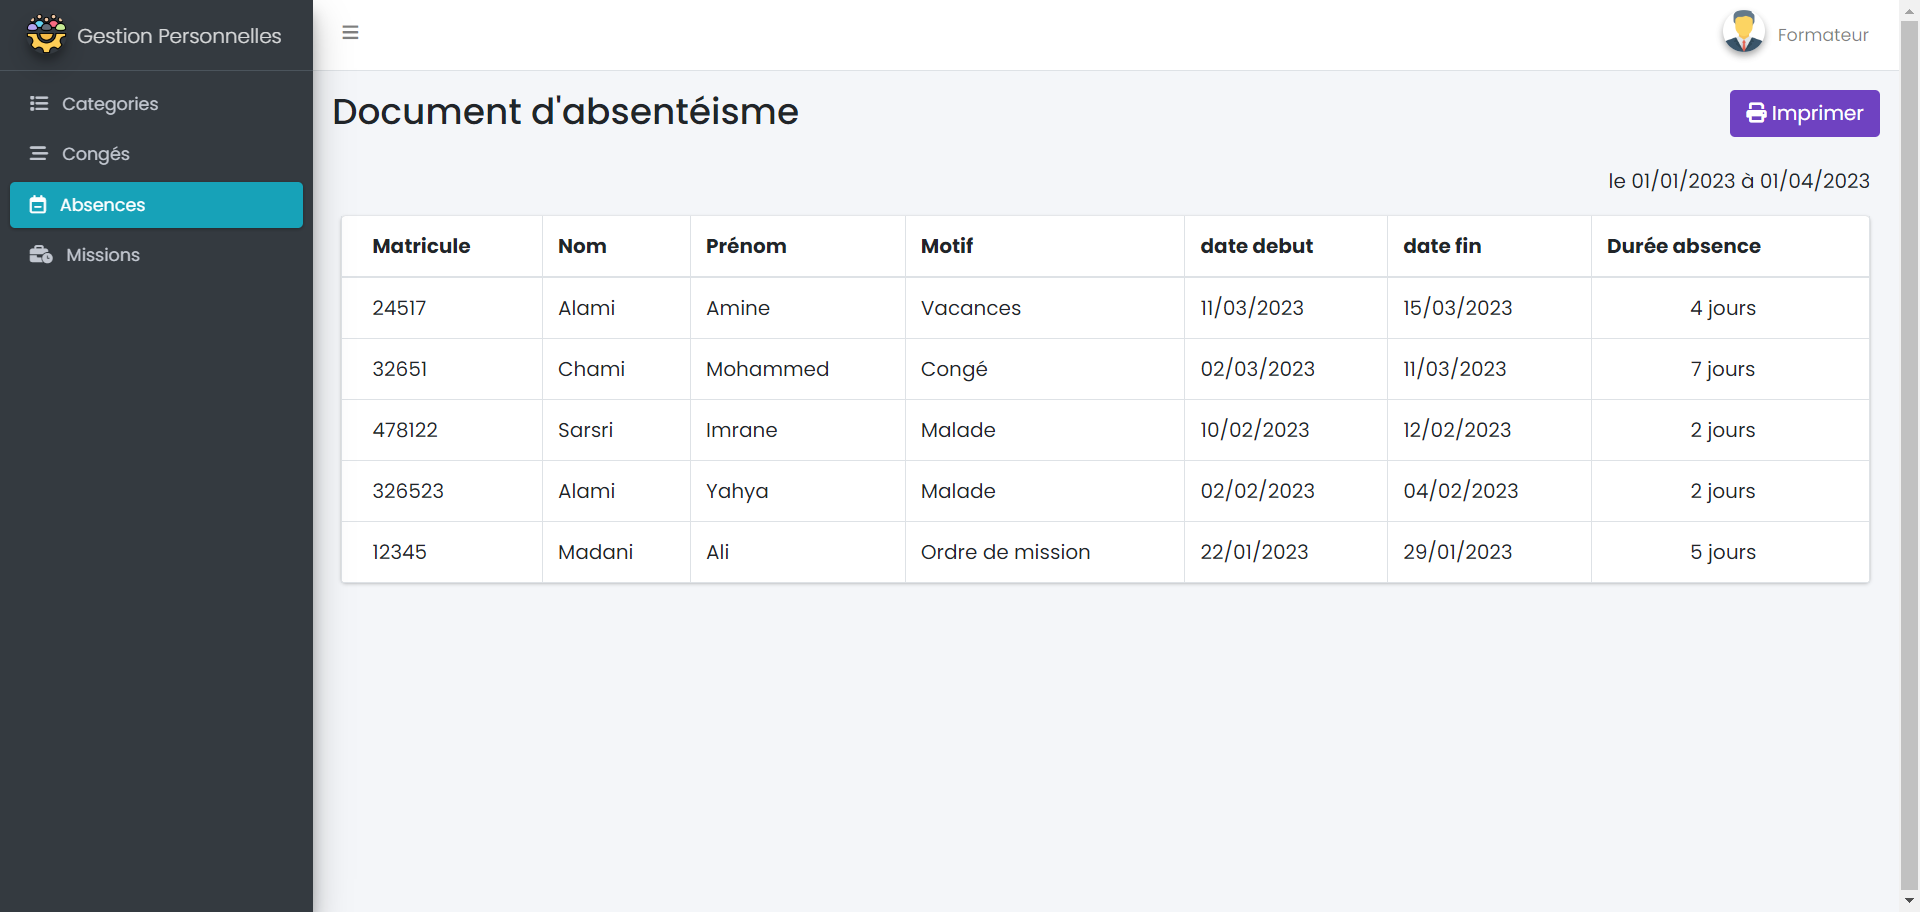 Gestion Personnelles
Formateur
Categories
Congés
Absences
Missions
Document d'absentéisme
Imprimer
le 01/01/2023 à 01/04/2023
Matricule Nom Prénom Motif date debut date fin Durée absence
24517 Alami Amine Vacances 11/03/2023 15/03/2023 4 jours
32651 Chami Mohammed Congé 02/03/2023 11/03/2023 7 jours
478122 Sarsri Imrane Malade 10/02/2023 12/02/2023 2 jours
326523 Alami Yahya Malade 02/02/2023 04/02/2023 2 jours
12345 Madani Ali Ordre de mission 22/01/2023 29/01/2023 5 jours